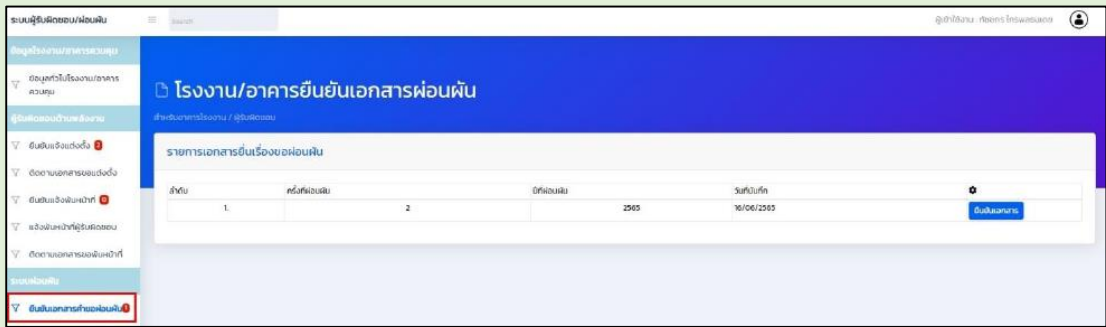 ระบบผู้รับผิดชอบ/ผ่อนผัน
Search
ผู้เข้าใช้งาน :
ข้อมูลโรงงาน/อาคารควบคุม
ข้อมูลทั่วไปโรงงาน/อาคาร
ควบคุม
ผู้รับผิดชอบด้านพลังงาน
ยืนยันแจ้งแต่งตั้ง
ติดตามเอกสารขอแต่งตั้ง
ยืนยันแจ้งพ้นหน้าที่
แจ้งพ้นหน้าที่ผู้รับผิดชอบ
ติดตามเอกสารขอพ้นหน้าที่
ระบบผ่อนผัน
ยืนยันเอกสารคำขอผ่อนผัน 1
โรงงาน/อาคารยืนยันเอกสารผ่อนผัน
สำหรับอาคารโรงงาน / ผู้รับผิดชอบ
รายการเอกสารยื่นเรื่องขอผ่อนผัน
ลำดับ ครั้งที่ผ่อนผัน ปีที่ผ่อนผัน วันที่บันทึก
1. 2 2565 16/06/2565 ยืนยันเอกสาร